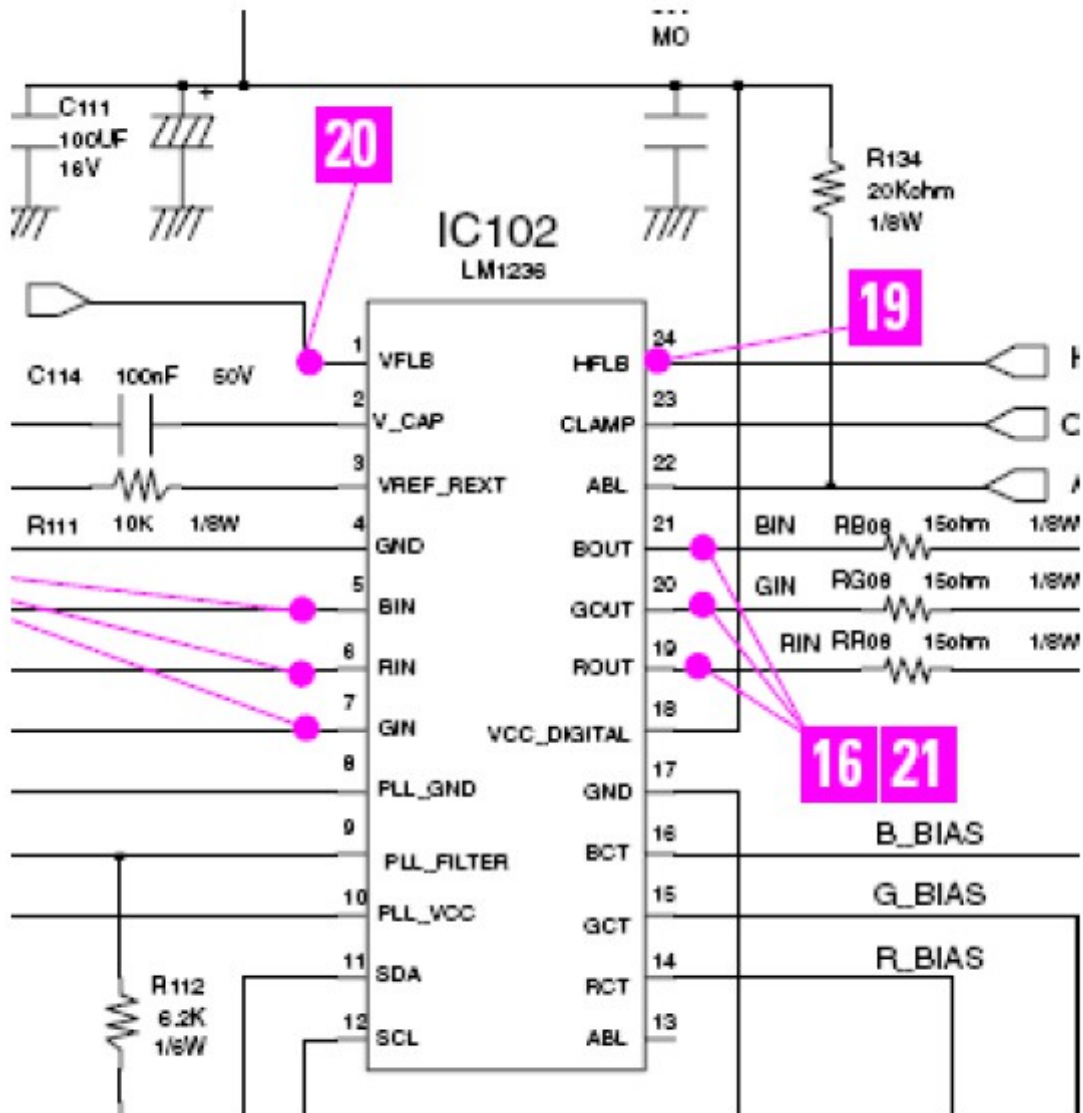 MO
C111
100UF
16V
20
R134
20Kohm
1/8W
IC102
LM1236
19
1 VFLB HFLB 24
C114 100nF 50V
2 V_CAP CLAMP 23
3 VREF_REXT ABL 22
R111 10K 1/8W
4 GND BOUT 21 BIN RB08 15ohm 1/8W
5 BIN GOUT 20 GIN RG08 15ohm 1/8W
6 RIN ROUT 19 RIN RR08 15ohm 1/8W
7 GIN VCC_DIGITAL 18
16 21
8 PLL_GND GND 17
9 PLL_FILTER BCT 16 B_BIAS
10 PLL_VCC GCT 15 G_BIAS
11 SDA RCT 14 R_BIAS
R112
6.2K
1/6W
12 SCL ABL 13